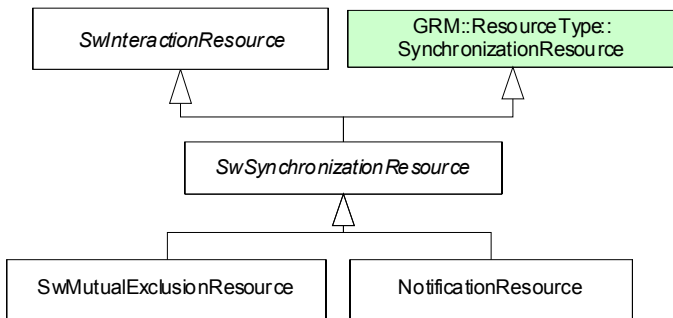 SwInteractionResource
GRM::ResourceType::
SynchronizationResource
SwSynchronizationResource
SwMutualExclusionResource
NotificationResource